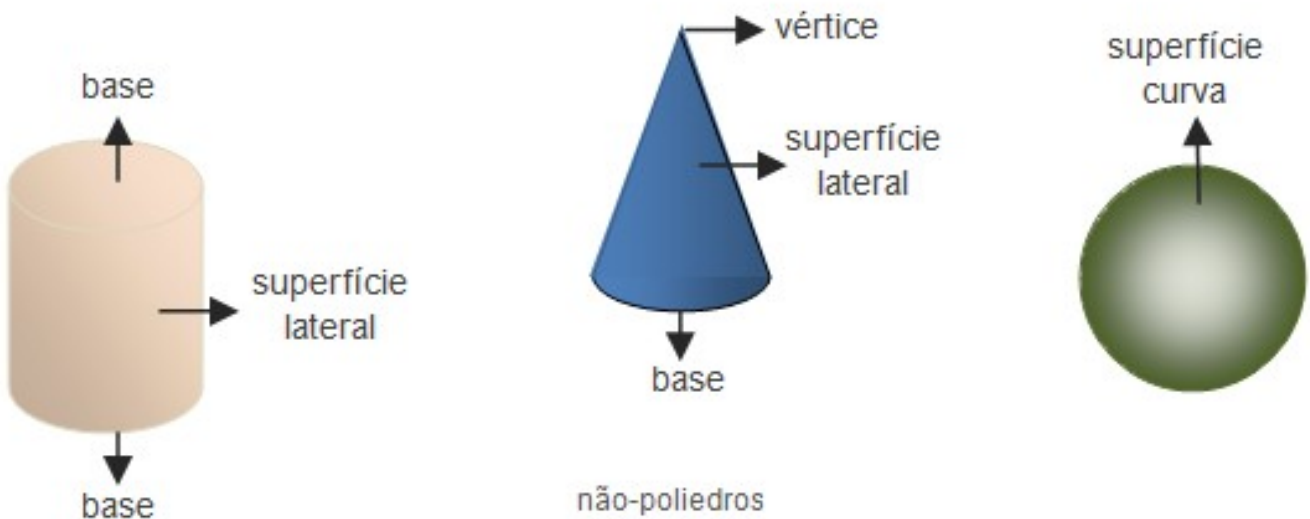 base
superfície
lateral
base
vértice
superfície
lateral
base
superfície
curva
não-poliedros